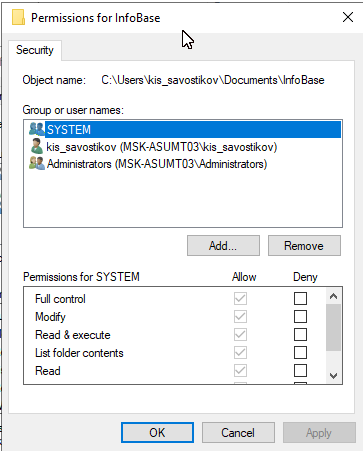 Permissions for InfoBase
Security
Object name: C:\Users\kis_savostikov\Documents\InfoBase
Group or user names:
SYSTEM
kis_savostikov (MSK-ASUMT03\kis_savostikov)
Administrators (MSK-ASUMT03\Administrators)
Add... Remove
Permissions for SYSTEM Allow Deny
Full control
Modify
Read & execute
List folder contents
Read
OK Cancel Apply